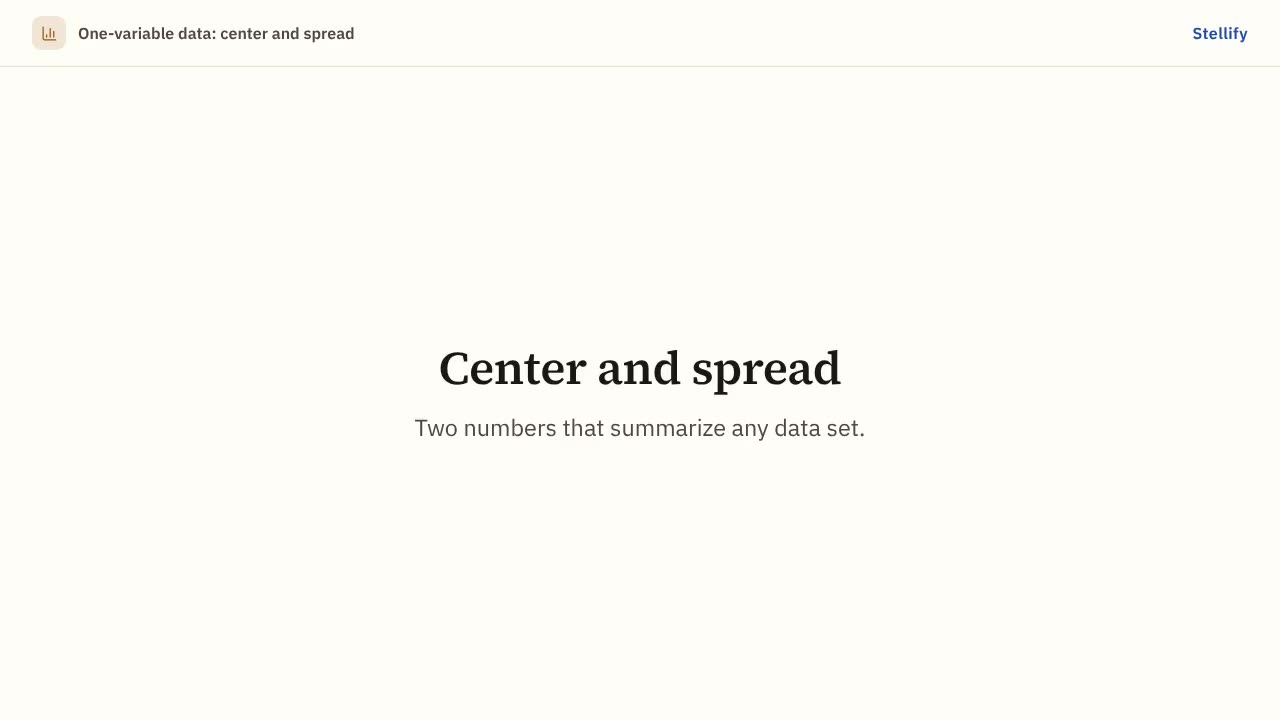 One-variable data: center and spread
Stellify
Center and spread
Two numbers that summarize any data set.